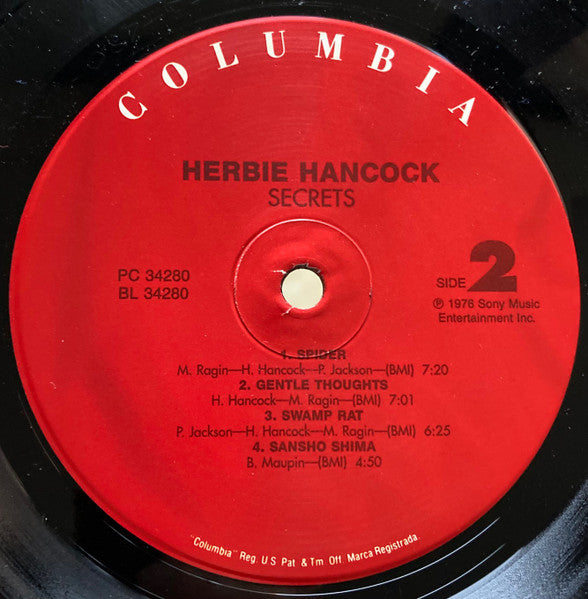 COLUMBIA
HERBIE HANCOCK
SECRETS
PC 34280
BL 34280
SIDE 2
℗ 1976 Sony Music
Entertainment Inc.
1. SPIDER
M. Ragin—H. Hancock—P. Jackson—(BMI) 7:20
2. GENTLE THOUGHTS
H. Hancock—M. Ragin—(BMI) 7:01
3. SWAMP RAT
P. Jackson—H. Hancock—M. Ragin—(BMI) 6:25
4. SANSHO SHIMA
B. Maupin—(BMI) 4:50
"Columbia" Reg. U.S. Pat. & Tm. Off. Marca Registrada.